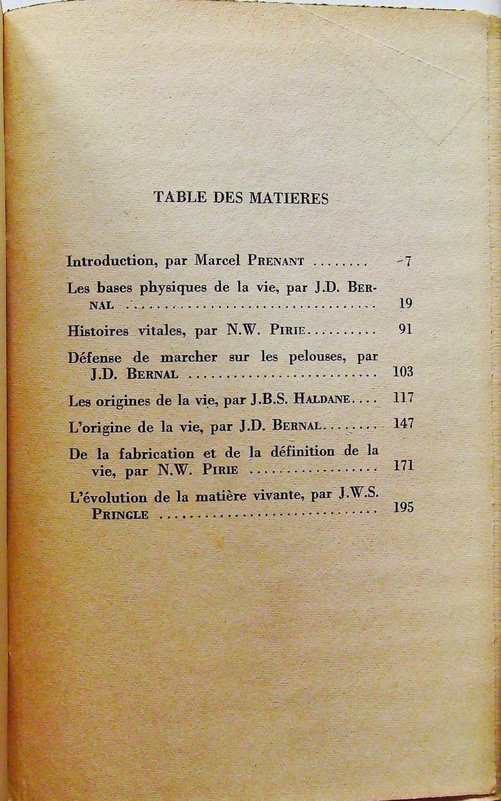 TABLE DES MATIERES
Introduction, par Marcel PRENANT ........ 7
Les bases physiques de la vie, par J.D. BER-
NAL .................................. 19
Histoires vitales, par N.W. PIRIE.......... 91
Défense de marcher sur les pelouses, par
J.D. BERNAL .......................... 103
Les origines de la vie, par J.B.S. HALDANE.... 117
L'origine de la vie, par J.D. BERNAL........ 147
De la fabrication et de la définition de la
vie, par N.W. PIRIE .................. 171
L'évolution de la matière vivante, par J.W.S.
PRINGLE .............................. 195